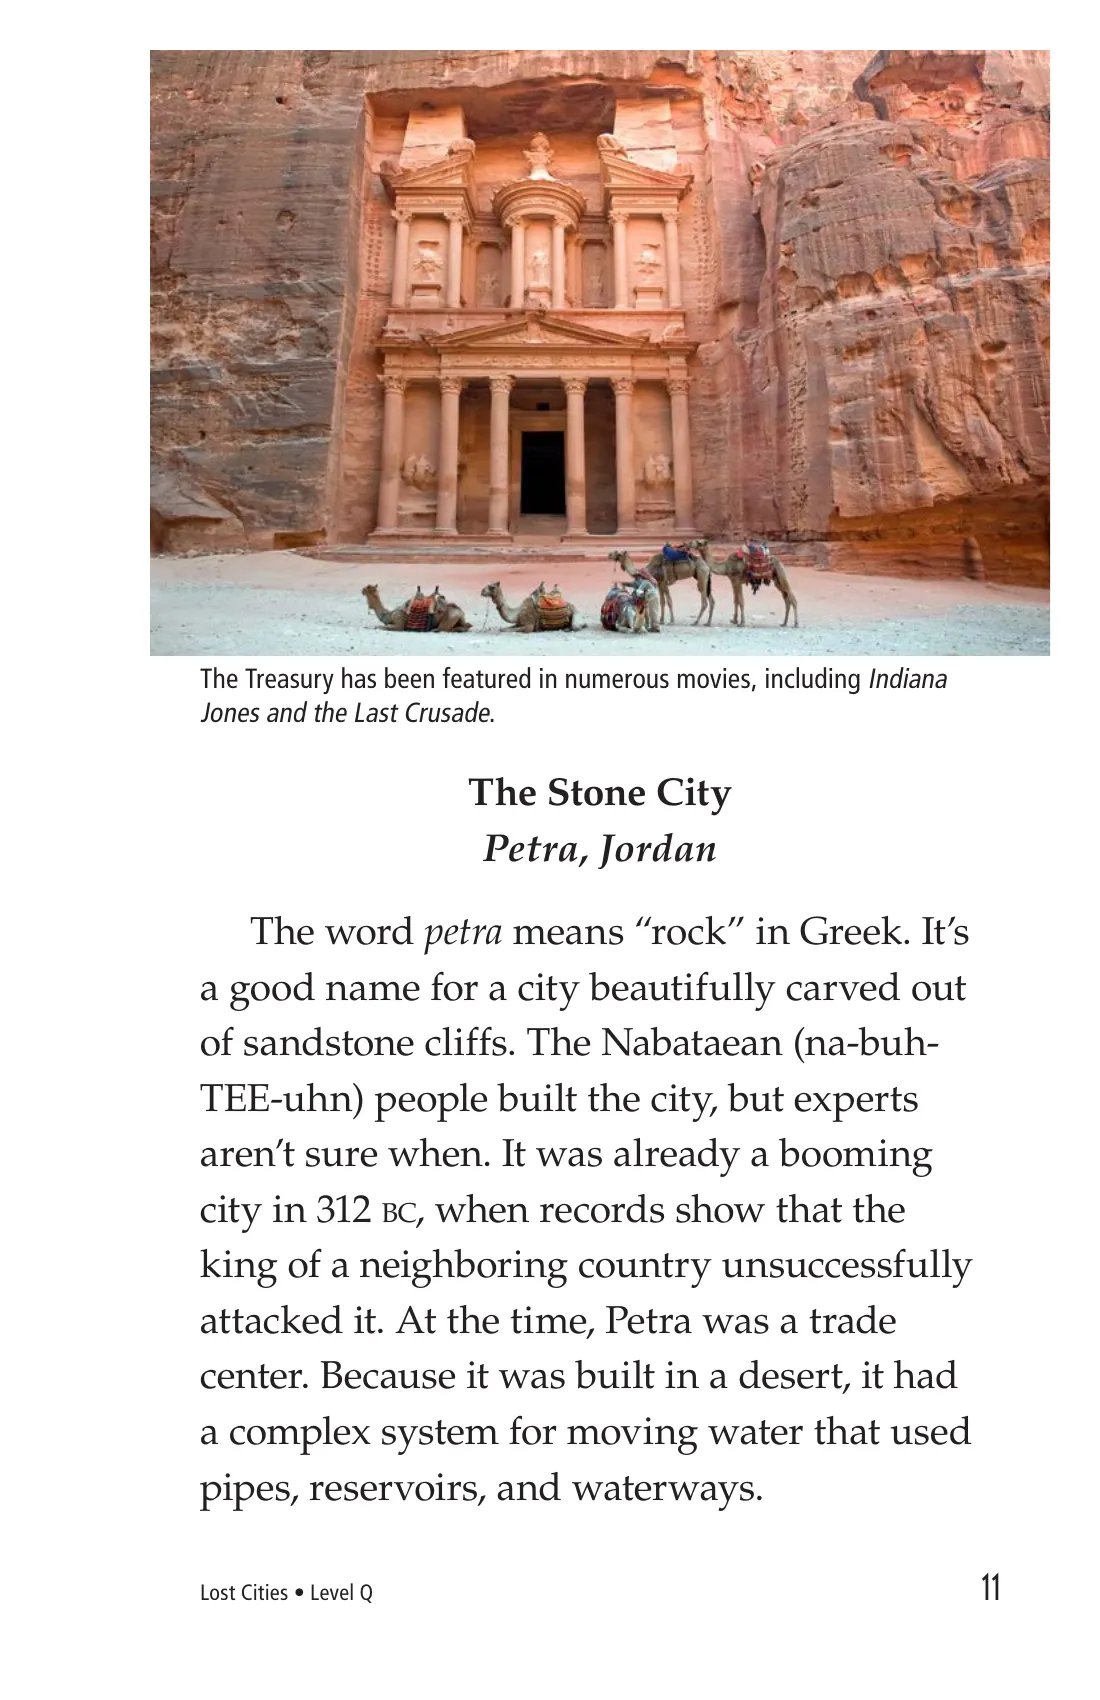 The Treasury has been featured in numerous movies, including Indiana
Jones and the Last Crusade.
The Stone City
Petra, Jordan
The word petra means “rock” in Greek. It’s
a good name for a city beautifully carved out
of sandstone cliffs. The Nabataean (na-buh-
TEE-uhn) people built the city, but experts
aren’t sure when. It was already a booming
city in 312 BC, when records show that the
king of a neighboring country unsuccessfully
attacked it. At the time, Petra was a trade
center. Because it was built in a desert, it had
a complex system for moving water that used
pipes, reservoirs, and waterways.
Lost Cities • Level Q
11